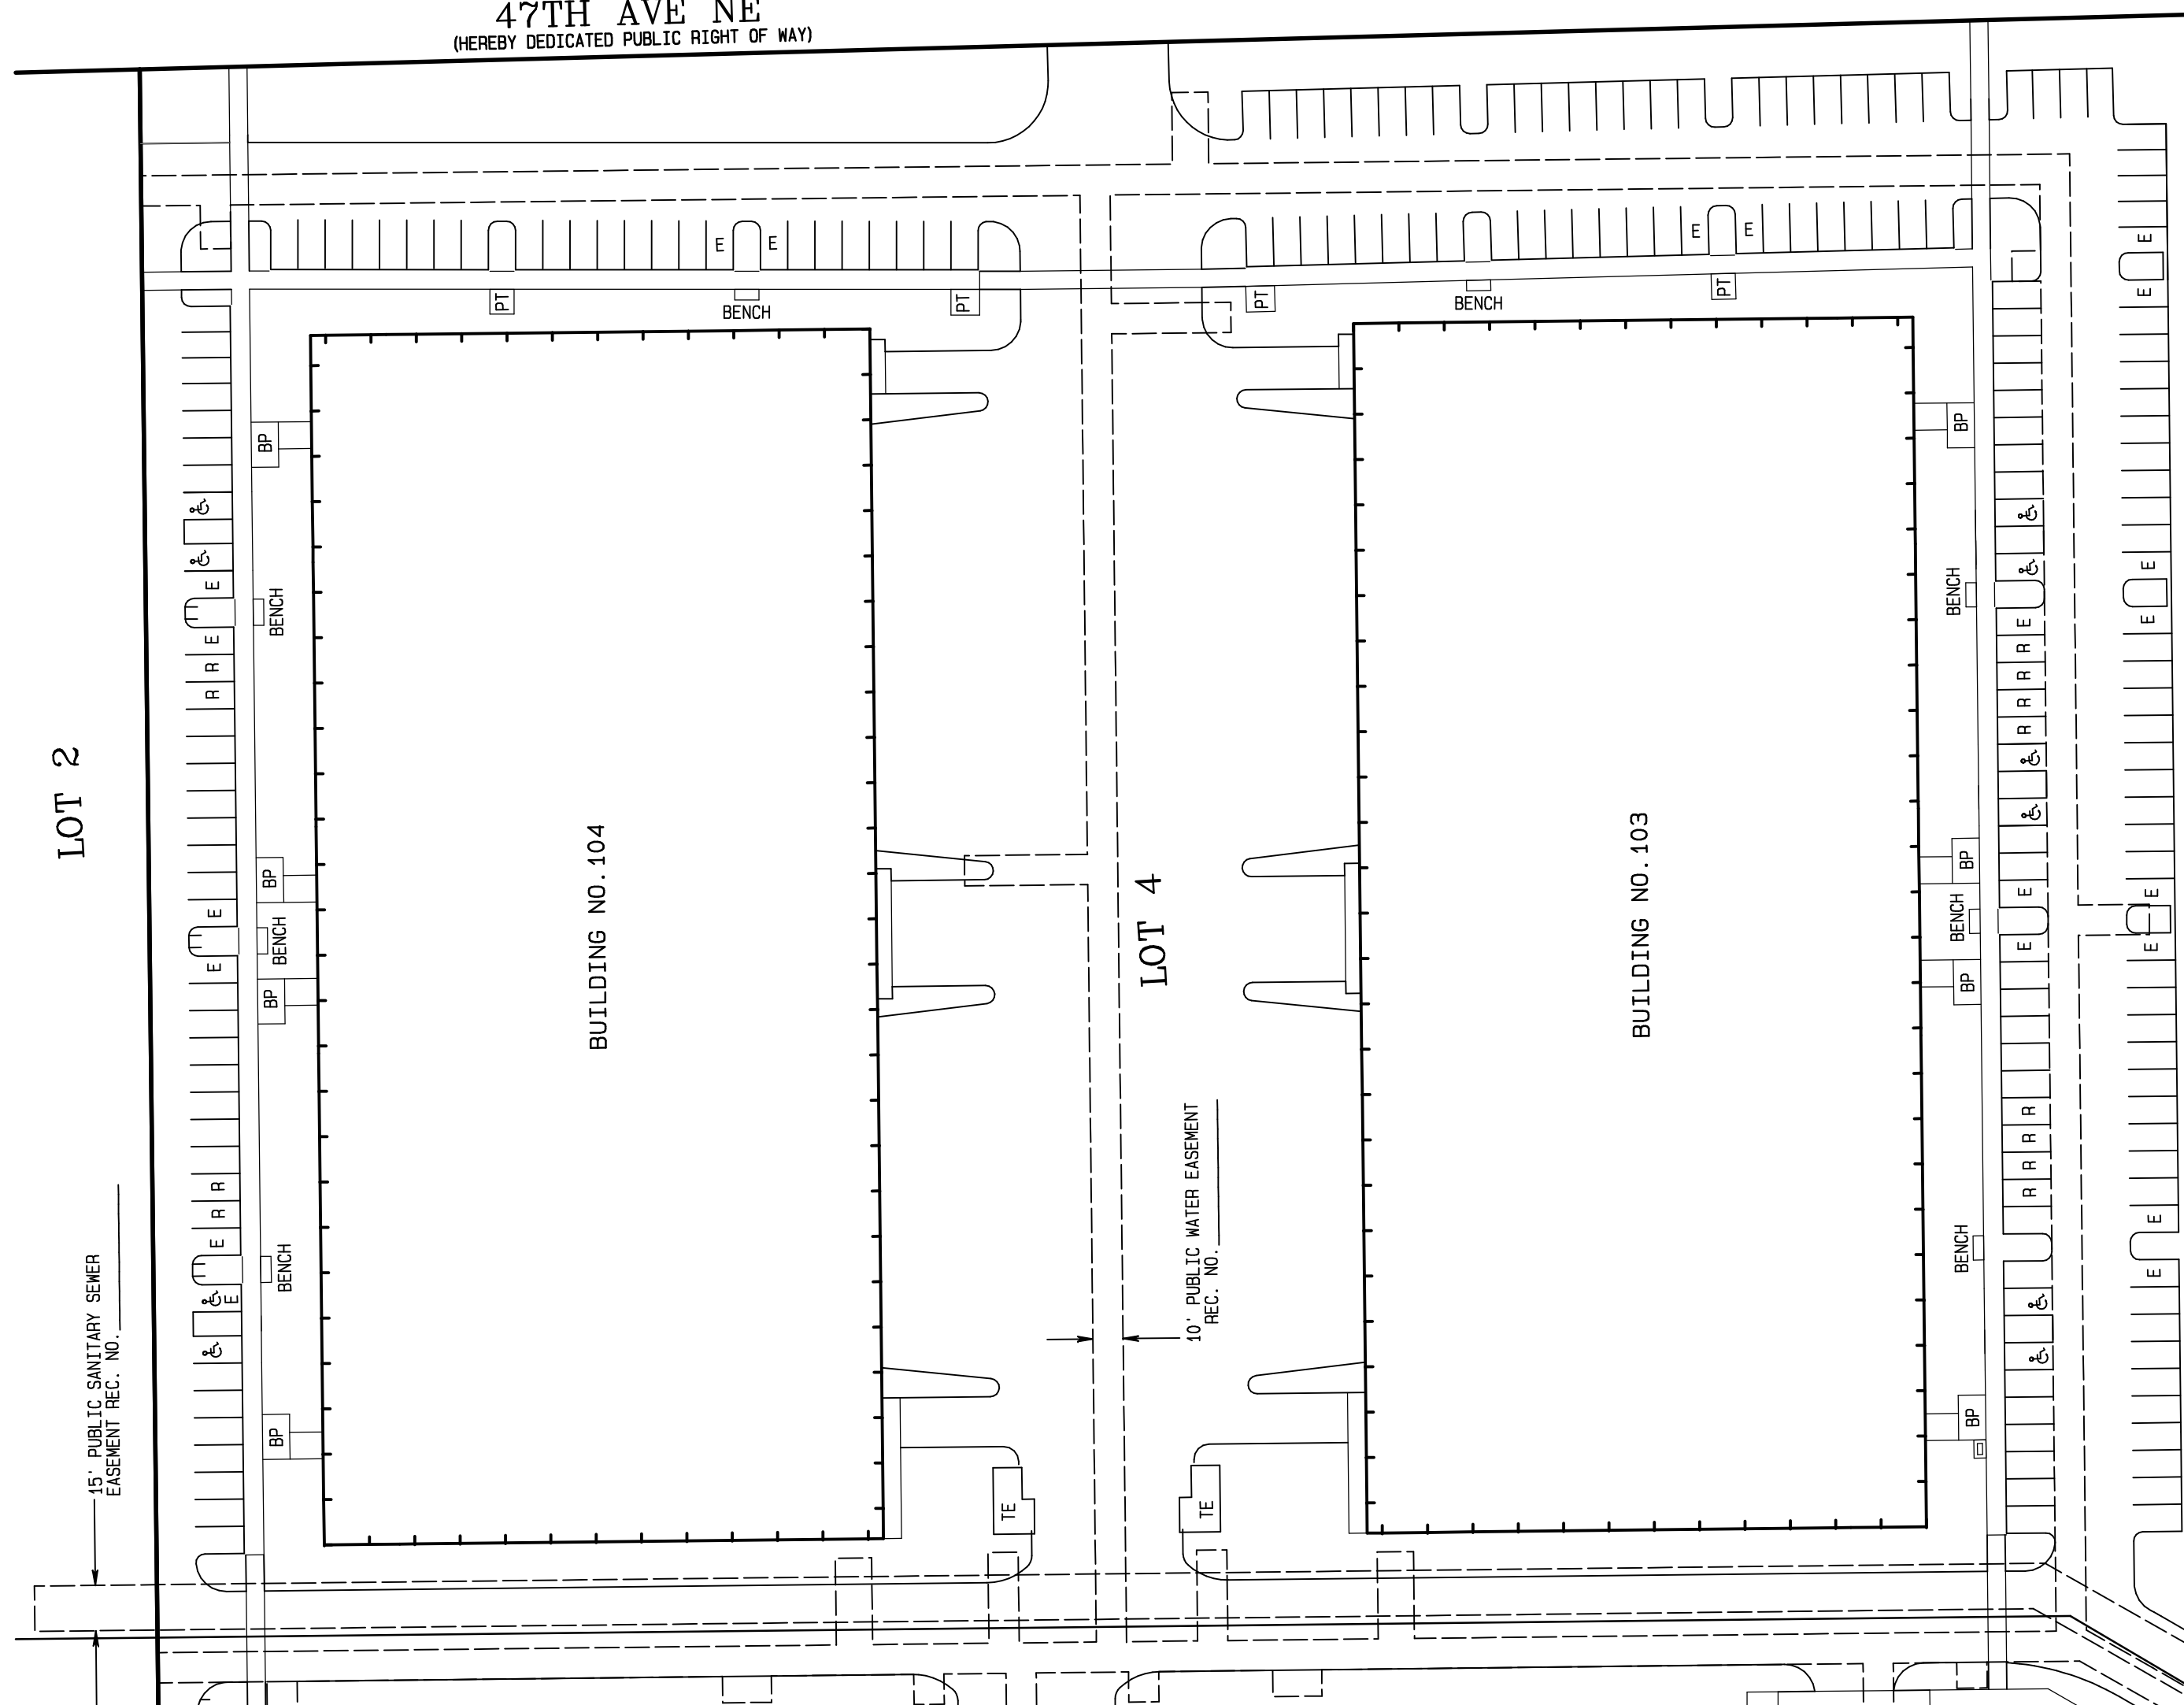 47TH AVE NE
(HEREBY DEDICATED PUBLIC RIGHT OF WAY)
E
E
E
E
E
PT
BENCH
PT
PT
BENCH
PT
E
BP
BP
E
BENCH
E
R
R
BENCH
E
R
R
R
R
E
E
LOT 2
BUILDING NO.104
LOT 4
BUILDING NO.103
BP
E
BENCH
E
BP
BP
E
BENCH
E
BP
E
E
R
R
E
BENCH
E
R
R
R
R
BENCH
E
E
15' PUBLIC SANITARY SEWER
EASEMENT REC. NO.
10' PUBLIC WATER EASEMENT
REC. NO.
BP
BP
TE
TE